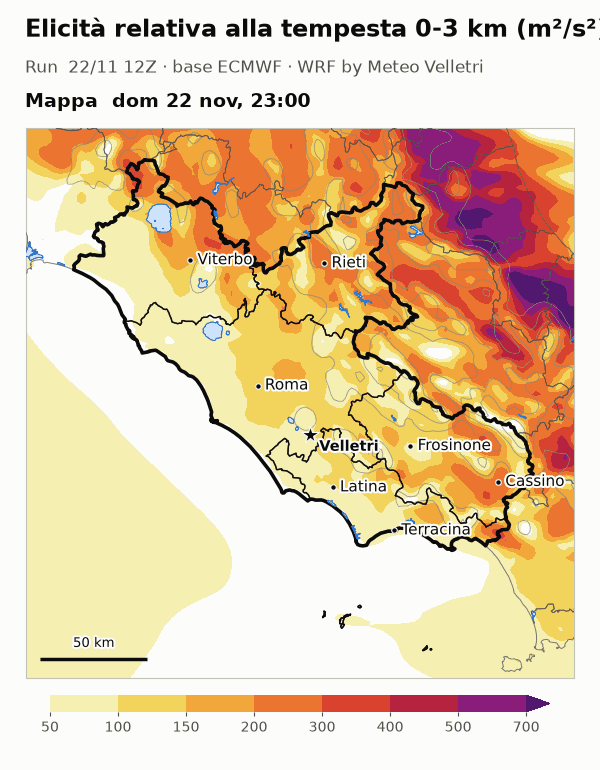 Elicità relativa alla tempesta 0-3 km (m²/s²)
Run 22/11 12Z · base ECMWF · WRF by Meteo Velletri
Mappa dom 22 nov, 23:00
Viterbo
Rieti
Roma
Velletri
Frosinone
Cassino
Latina
Terracina
50 km
50 100 150 200 300 400 500 700